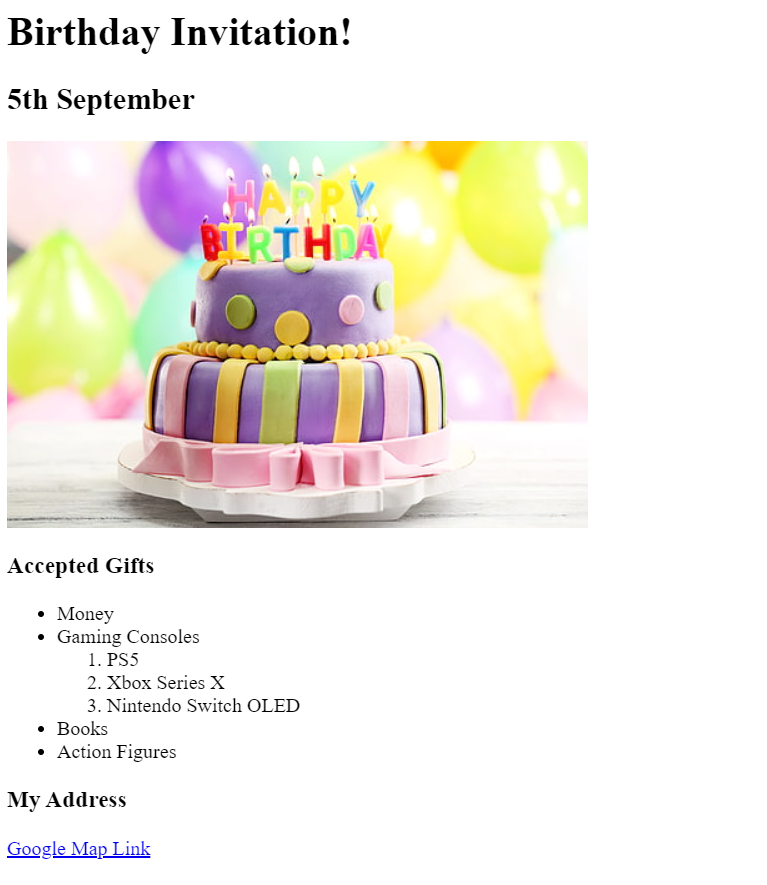 Birthday Invitation!
5th September
HAPPY
BIRTHDAY
Accepted Gifts
• Money
• Gaming Consoles
1. PS5
2. Xbox Series X
3. Nintendo Switch OLED
• Books
• Action Figures
My Address
Google Map Link